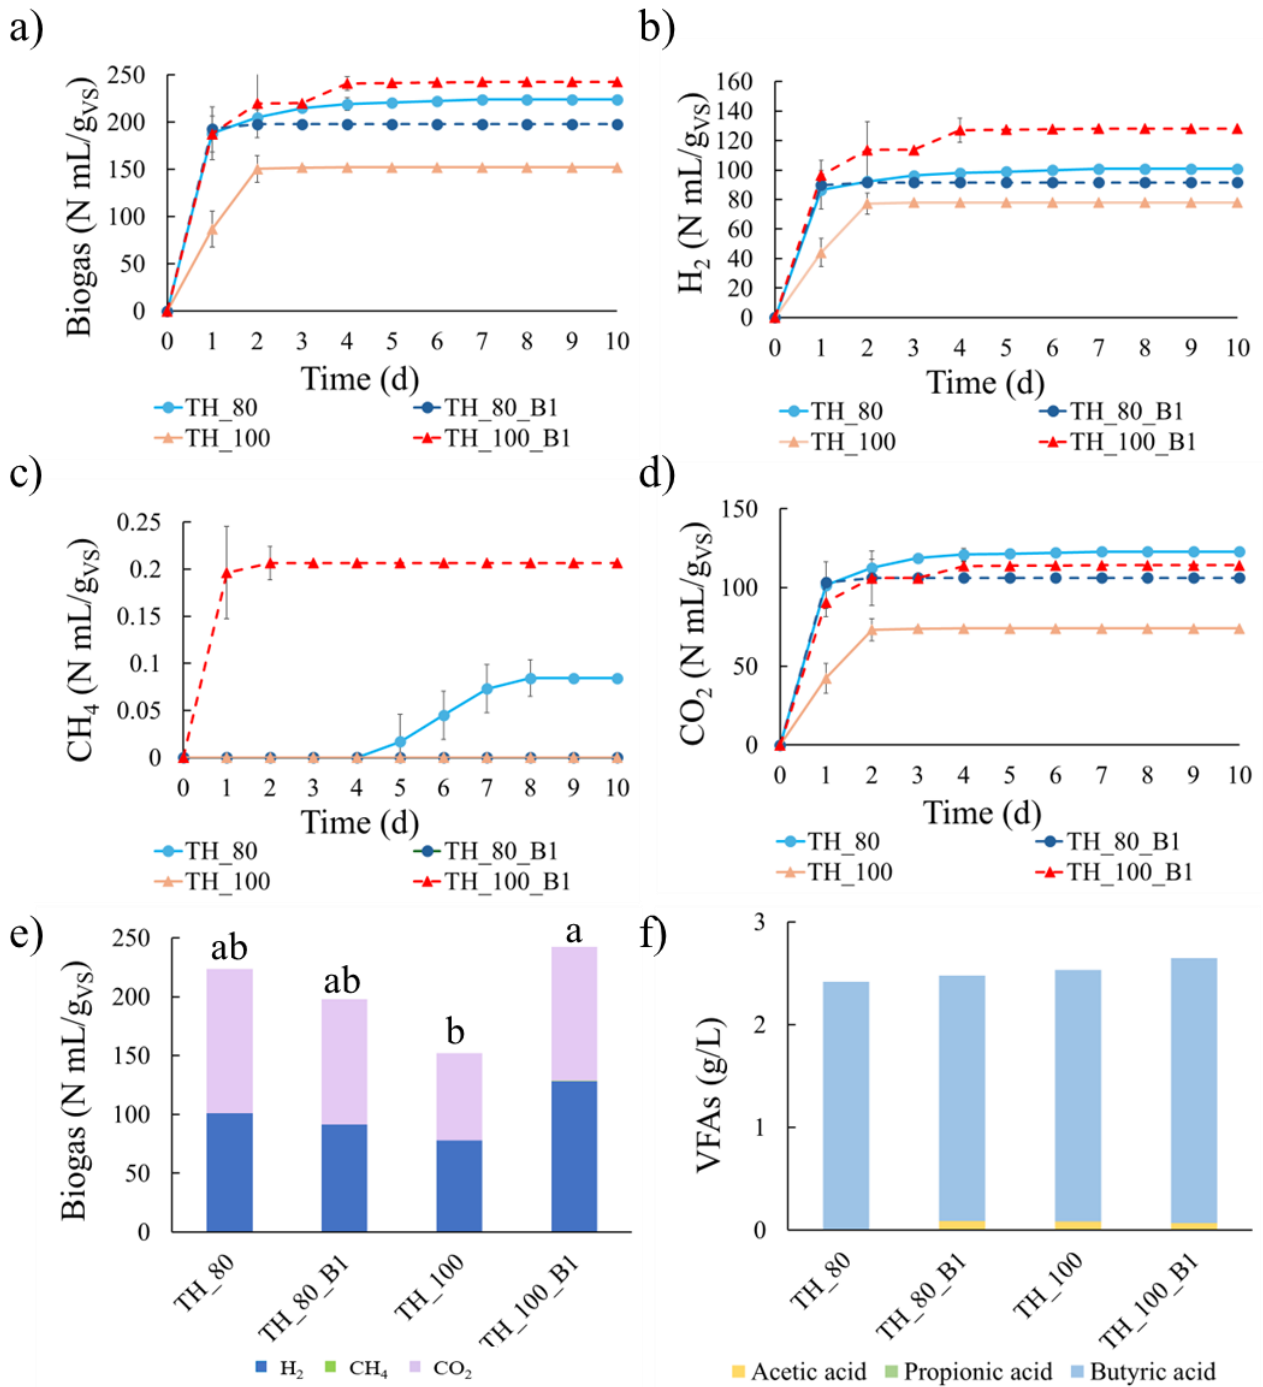 a)
Biogas (N mL/gVS)
250
200
150
100
50
0
0 1 2 3 4 5 6 7 8 9 10
Time (d)
TH_80 TH_80_B1
TH_100 TH_100_B1
b)
H2 (N mL/gVS)
160
140
120
100
80
60
40
20
0
0 1 2 3 4 5 6 7 8 9 10
Time (d)
TH_80 TH_80_B1
TH_100 TH_100_B1
c)
CH4 (N mL/gVS)
0.25
0.2
0.15
0.1
0.05
0
0 1 2 3 4 5 6 7 8 9 10
Time (d)
TH_80 TH_80_B1
TH_100 TH_100_B1
d)
CO2 (N mL/gVS)
150
100
50
0
0 1 2 3 4 5 6 7 8 9 10
Time (d)
TH_80 TH_80_B1
TH_100 TH_100_B1
e)
Biogas (N mL/gVS)
250
200
150
100
50
0
ab ab b a
TH_80 TH_80_B1 TH_100 TH_100_B1
H2 CH4 CO2
f)
VFAs (g/L)
3
2
1
0
TH_80 TH_80_B1 TH_100 TH_100_B1
Acetic acid Propionic acid Butyric acid